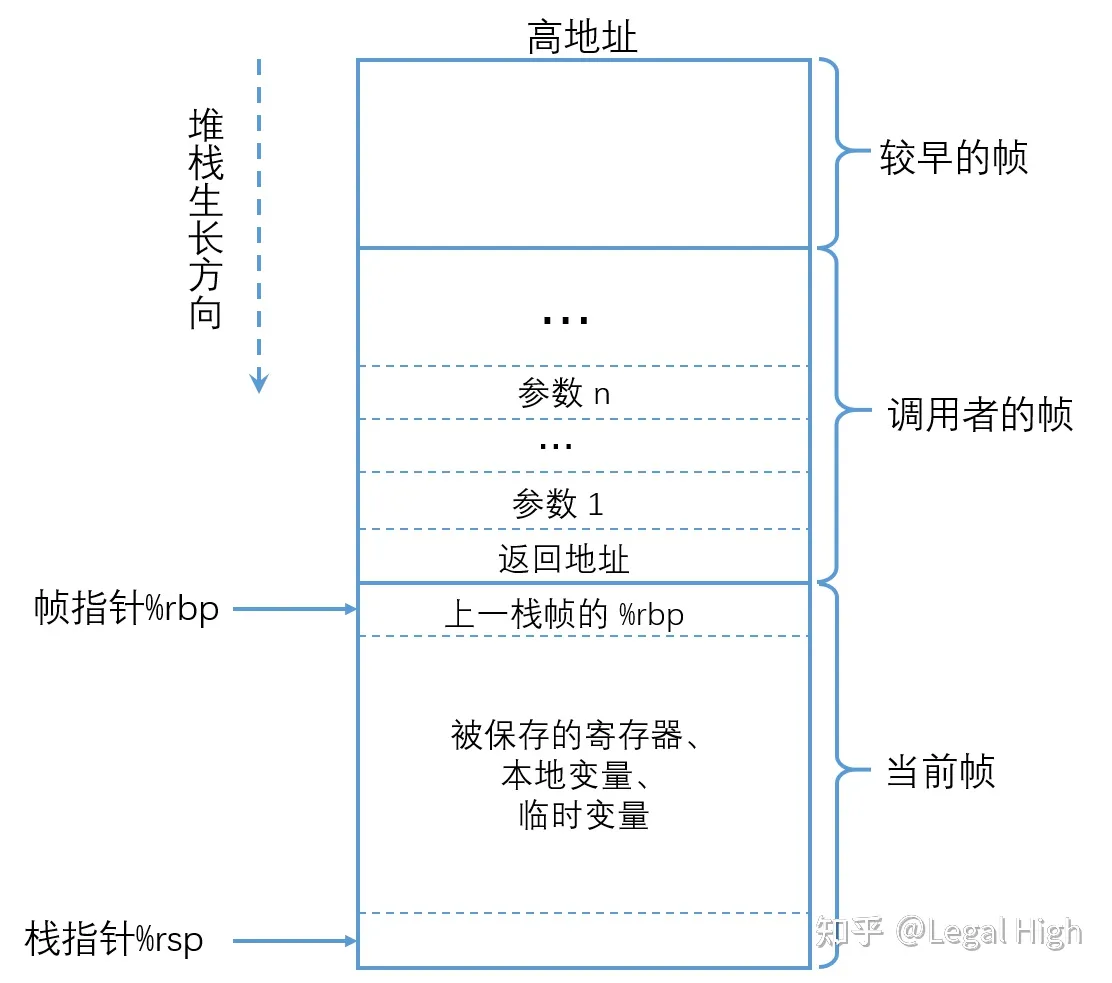 高地址
堆栈生长方向
较早的帧
...
参数 n
...
调用者的帧
参数 1
返回地址
帧指针%rbp
上一栈帧的 %rbp
被保存的寄存器、
本地变量、
临时变量
当前帧
栈指针%rsp
知乎 @Legal High